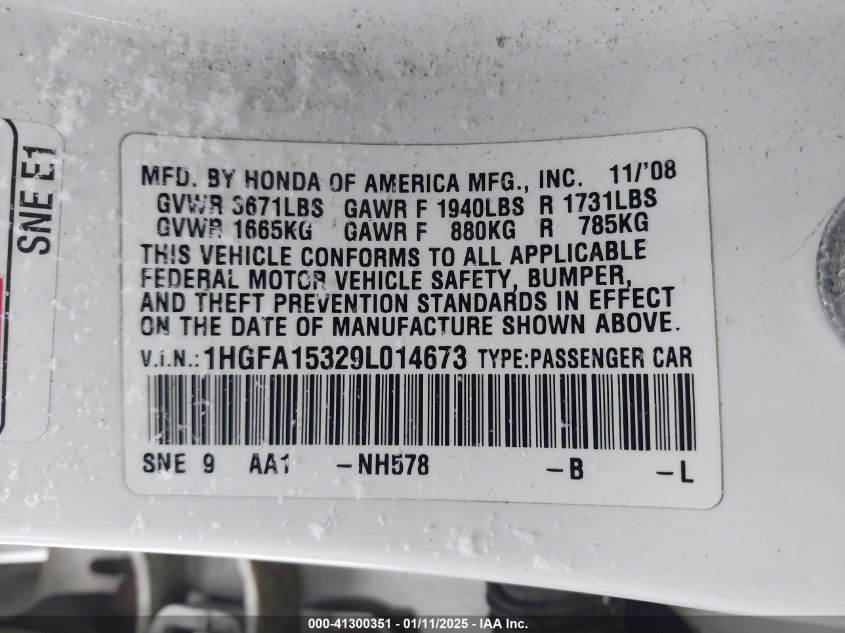 SNE E1
MFD. BY HONDA OF AMERICA MFG., INC. 11/'08
GVWR 3671LBS GAWR F 1940LBS R 1731LBS
GVWR 1665KG GAWR F 880KG R 785KG
THIS VEHICLE CONFORMS TO ALL APPLICABLE
FEDERAL MOTOR VEHICLE SAFETY, BUMPER,
AND THEFT PREVENTION STANDARDS IN EFFECT
ON THE DATE OF MANUFACTURE SHOWN ABOVE.
V.I.N.: 1HGFA15329L014673 TYPE:PASSENGER CAR
SNE 9 AA1 -NH578 -B -L
000-41300351 - 01/11/2025 - IAA Inc.